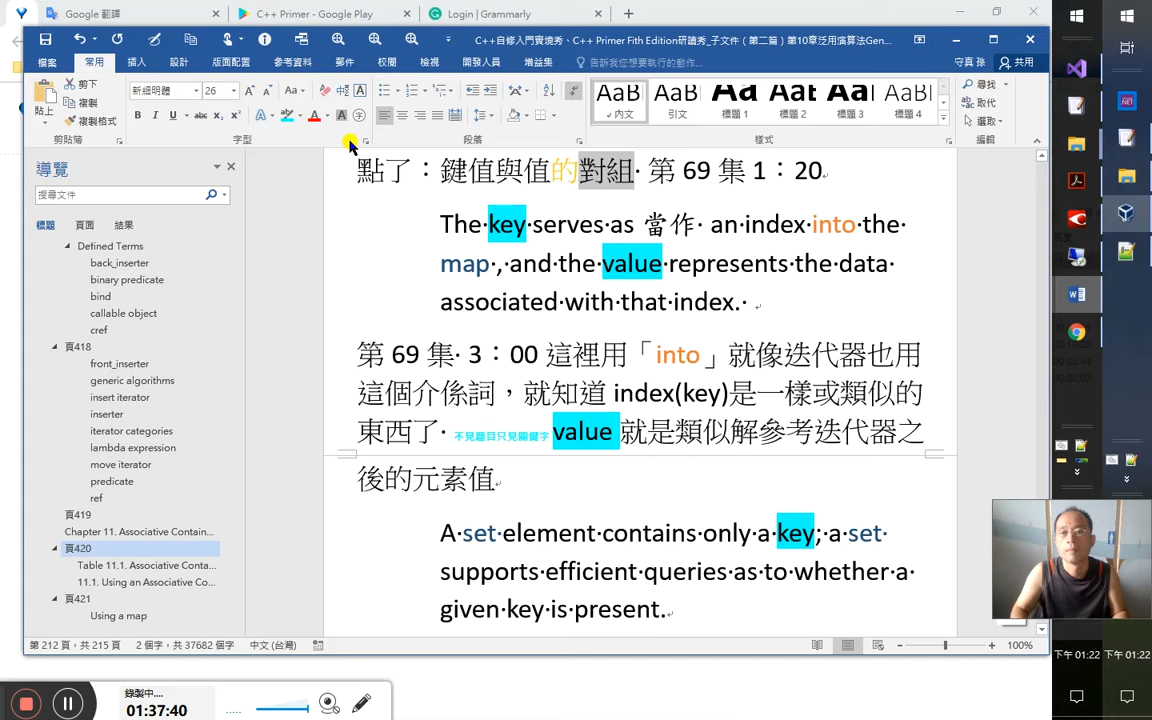 Google 翻譯
C++ Primer - Google Play
Login | Grammarly
C++自修入門實境秀、C++ Primer Fith Edition研讀秀_子文件（第二篇）第10章泛用演算法Gen...
檔案
常用
插入
設計
版面配置
參考資料
郵件
校閱
檢視
開發人員
增益集
告訴我您想要執行的動作...
守真 孫
共用
貼上
剪下
複製
複製格式
剪貼簿
新細明體
26
字型
段落
AaB
AaBb
Aa
Aa
AaI
AaBb
內文
引文
標題 1
標題 2
標題 3
標題 4
樣式
尋找
取代
選取
編輯
導覽
搜尋文件
標題
頁面
結果
Defined Terms
back_inserter
binary predicate
bind
callable object
cref
頁418
front_inserter
generic algorithms
insert iterator
inserter
iterator categories
lambda expression
move iterator
predicate
ref
頁419
Chapter 11. Associative Contain...
頁420
Table 11.1. Associative Conta...
11.1. Using an Associative Co...
頁421
Using a map
點了：鍵值與值的對組 第 69 集 1：20
The key serves as 當作 an index into the
map , and the value represents the data
associated with that index.
第 69 集 3：00 這裡用「into」就像迭代器也用
這個介係詞，就知道 index(key)是一樣或類似的
東西了 不見題目只見關鍵字 value 就是類似解參考迭代器之
後的元素值
A set element contains only a key; a set
supports efficient queries as to whether a
given key is present.
第 212 頁，共 215 頁
2 個字，共 37682 個字
中文 (台灣)
100%
錄製中....
01:37:40
下午 01:22
下午 01:22